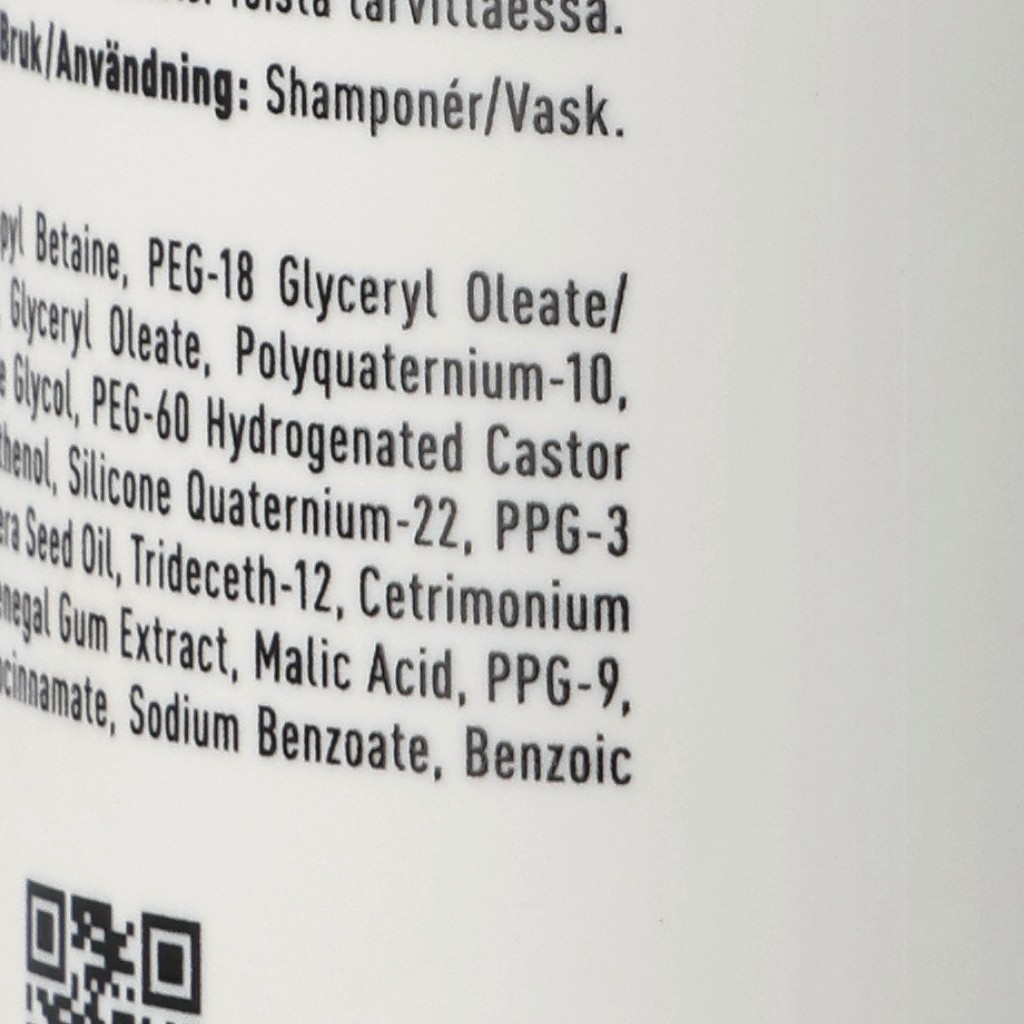 toista tarvittaessa.
Bruk/Användning: Shamponér/Vask.
Betaine, PEG-18 Glyceryl Oleate/
Glyceryl Oleate, Polyquaternium-10,
Glycol, PEG-60 Hydrogenated Castor
Silicone Quaternium-22, PPG-3
Seed Oil, Trideceth-12, Cetrimonium
Gum Extract, Malic Acid, PPG-9,
Sodium Benzoate, Benzoic